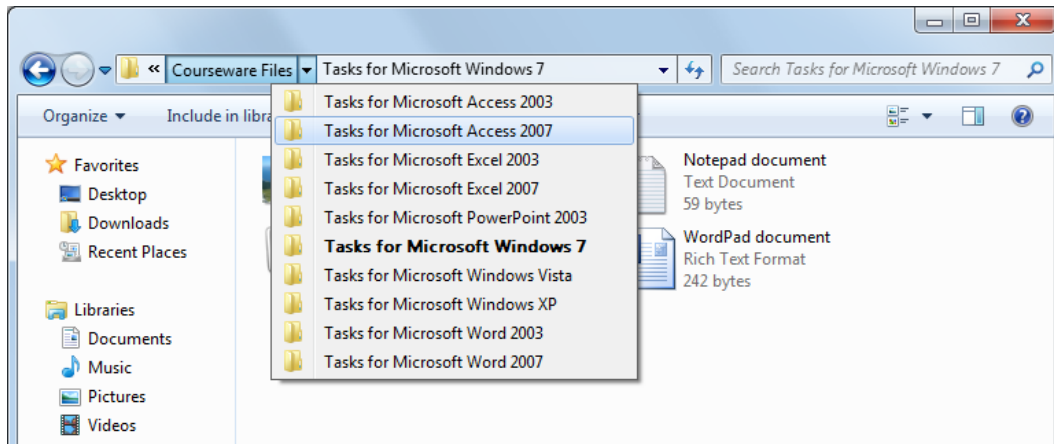 « Courseware Files Tasks for Microsoft Windows 7 Search Tasks for Microsoft Windows 7
Organize Include in libra
Tasks for Microsoft Access 2003
Tasks for Microsoft Access 2007
Tasks for Microsoft Excel 2003
Tasks for Microsoft Excel 2007
Tasks for Microsoft PowerPoint 2003
Tasks for Microsoft Windows 7
Tasks for Microsoft Windows Vista
Tasks for Microsoft Windows XP
Tasks for Microsoft Word 2003
Tasks for Microsoft Word 2007
Favorites
Desktop
Downloads
Recent Places
Libraries
Documents
Music
Pictures
Videos
Notepad document
Text Document
59 bytes
WordPad document
Rich Text Format
242 bytes